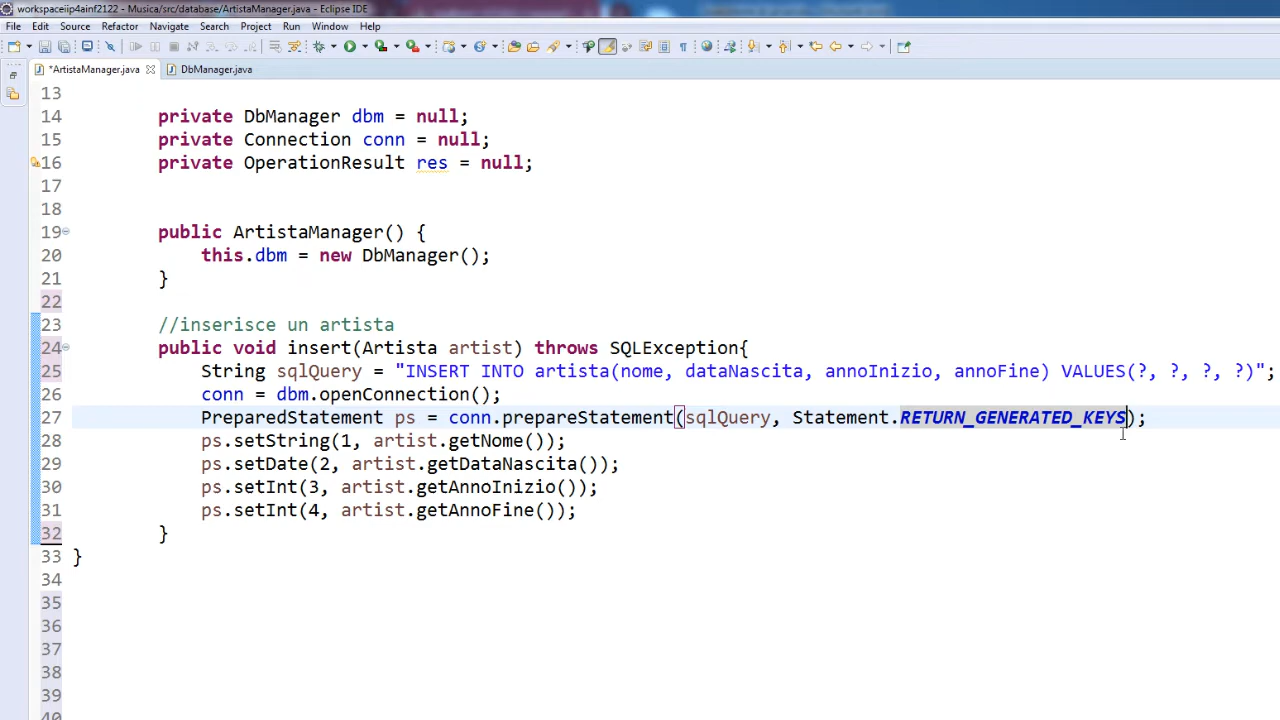 workspaceiip4ainf2122 - Musica/src/database/ArtistaManager.java - Eclipse IDE
File Edit Source Refactor Navigate Search Project Run Window Help
*ArtistaManager.java DbManager.java
13
14 private DbManager dbm = null;
15 private Connection conn = null;
16 private OperationResult res = null;
17
18
19 public ArtistaManager() {
20 this.dbm = new DbManager();
21 }
22
23 //inserisce un artista
24 public void insert(Artista artist) throws SQLException{
25 String sqlQuery = "INSERT INTO artista(nome, dataNascita, annoInizio, annoFine) VALUES(?, ?, ?, ?)";
26 conn = dbm.openConnection();
27 PreparedStatement ps = conn.prepareStatement(sqlQuery, Statement.RETURN_GENERATED_KEYS);
28 ps.setString(1, artist.getNome());
29 ps.setDate(2, artist.getDataNascita());
30 ps.setInt(3, artist.getAnnoInizio());
31 ps.setInt(4, artist.getAnnoFine());
32 }
33 }
34
35
36
37
38
39
40